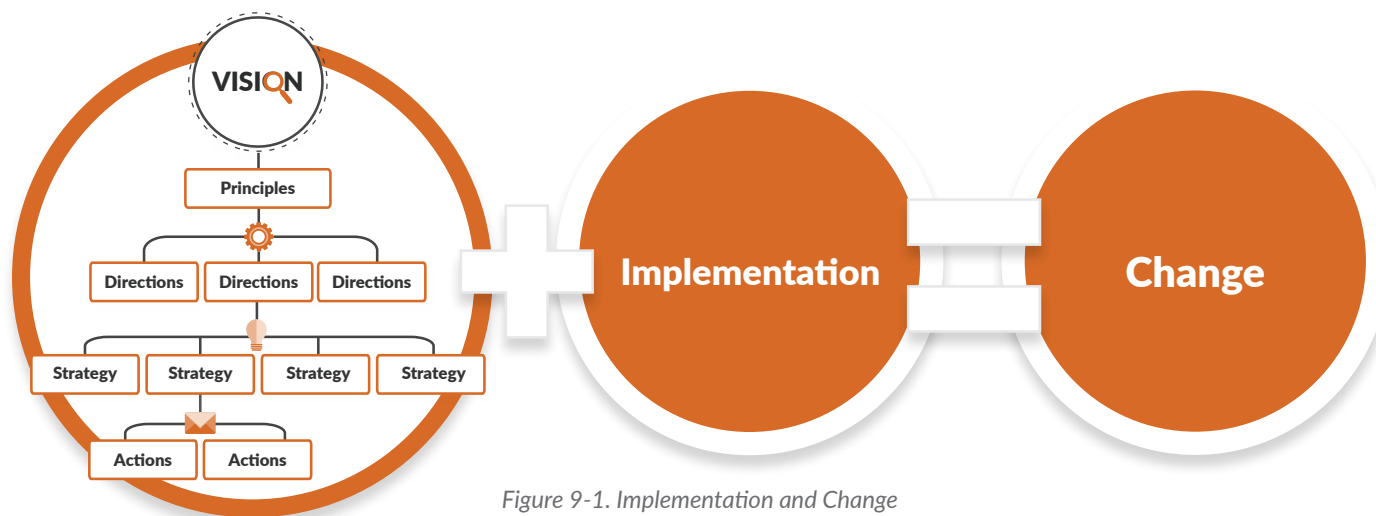 VISION
Principles
Directions Directions Directions
Strategy Strategy Strategy Strategy
Actions Actions
Implementation
Change
Figure 9-1. Implementation and Change